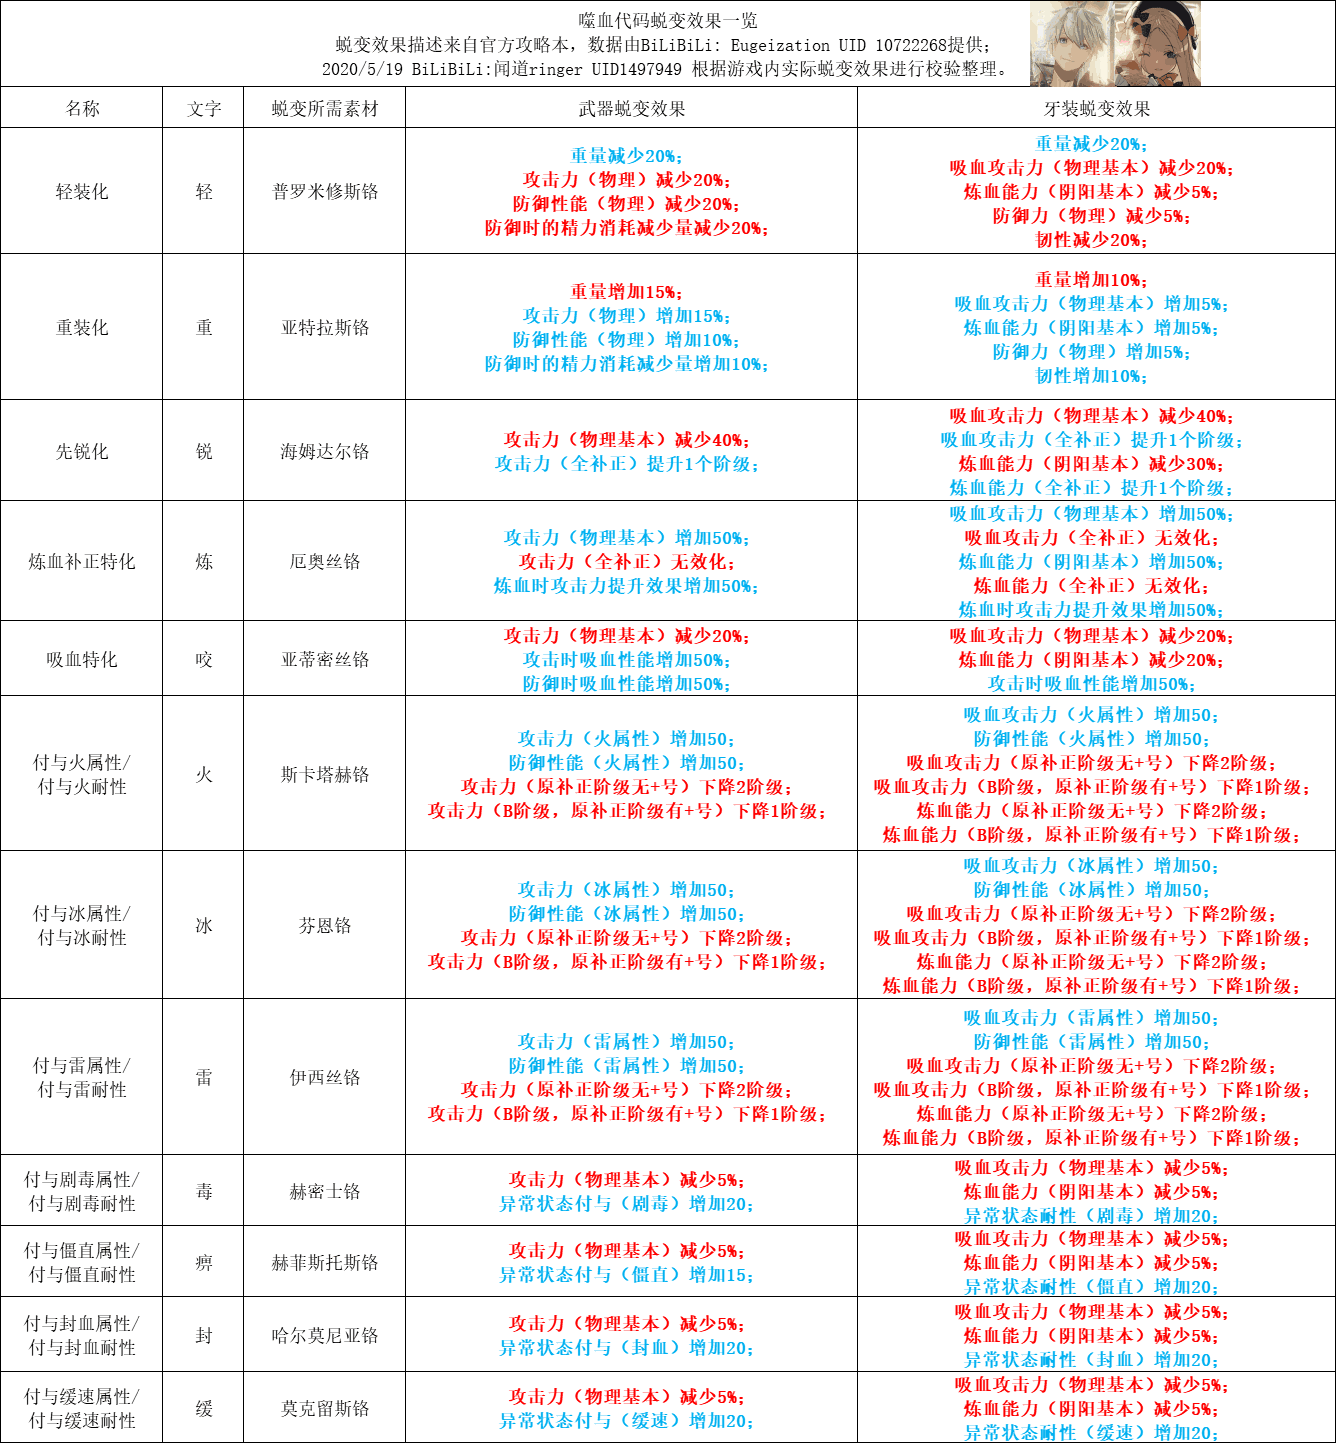 噬血代码蜕变效果一览
蜕变效果描述来自官方攻略本，数据由BiLiBiLi: Eugeization UID 10722268提供；
2020/5/19 BiLiBiLi:闻道ringer UID1497949 根据游戏内实际蜕变效果进行校验整理。
名称 文字 蜕变所需素材 武器蜕变效果 牙装蜕变效果
轻装化 轻 普罗米修斯铬
重量减少20%；
攻击力（物理）减少20%；
防御性能（物理）减少20%；
防御时的精力消耗减少量减少20%；
重量减少20%；
吸血攻击力（物理基本）减少20%；
炼血能力（阴阳基本）减少5%；
防御力（物理）减少5%；
韧性减少20%；
重装化 重 亚特拉斯铬
重量增加15%；
攻击力（物理）增加15%；
防御性能（物理）增加10%；
防御时的精力消耗减少量增加10%；
重量增加10%；
吸血攻击力（物理基本）增加5%；
炼血能力（阴阳基本）增加5%；
防御力（物理）增加5%；
韧性增加10%；
先锐化 锐 海姆达尔铬
攻击力（物理基本）减少40%；
攻击力（全补正）提升1个阶级；
吸血攻击力（物理基本）减少40%；
吸血攻击力（全补正）提升1个阶级；
炼血能力（阴阳基本）减少30%；
炼血能力（全补正）提升1个阶级；
炼血补正特化 炼 厄奥丝铬
攻击力（物理基本）增加50%；
攻击力（全补正）无效化；
炼血时攻击力提升效果增加50%；
吸血攻击力（物理基本）增加50%；
吸血攻击力（全补正）无效化；
炼血能力（阴阳基本）增加50%；
炼血能力（全补正）无效化；
炼血时攻击力提升效果增加50%；
吸血特化 咬 亚蒂密丝铬
攻击力（物理基本）减少20%；
攻击时吸血性能增加50%；
防御时吸血性能增加50%；
吸血攻击力（物理基本）减少20%；
炼血能力（阴阳基本）减少20%；
攻击时吸血性能增加50%；
付与火属性/
付与火耐性
火 斯卡塔赫铬
攻击力（火属性）增加50；
防御性能（火属性）增加50；
攻击力（原补正阶级无+号）下降2阶级；
攻击力（B阶级，原补正阶级有+号）下降1阶级；
吸血攻击力（火属性）增加50；
防御性能（火属性）增加50；
吸血攻击力（原补正阶级无+号）下降2阶级；
吸血攻击力（B阶级，原补正阶级有+号）下降1阶级；
炼血能力（原补正阶级无+号）下降2阶级；
炼血能力（B阶级，原补正阶级有+号）下降1阶级；
付与冰属性/
付与冰耐性
冰 芬恩铬
攻击力（冰属性）增加50；
防御性能（冰属性）增加50；
攻击力（原补正阶级无+号）下降2阶级；
攻击力（B阶级，原补正阶级有+号）下降1阶级；
吸血攻击力（冰属性）增加50；
防御性能（冰属性）增加50；
吸血攻击力（原补正阶级无+号）下降2阶级；
吸血攻击力（B阶级，原补正阶级有+号）下降1阶级；
炼血能力（原补正阶级无+号）下降2阶级；
炼血能力（B阶级，原补正阶级有+号）下降1阶级；
付与雷属性/
付与雷耐性
雷 伊西丝铬
攻击力（雷属性）增加50；
防御性能（雷属性）增加50；
攻击力（原补正阶级无+号）下降2阶级；
攻击力（B阶级，原补正阶级有+号）下降1阶级；
吸血攻击力（雷属性）增加50；
防御性能（雷属性）增加50；
吸血攻击力（原补正阶级无+号）下降2阶级；
吸血攻击力（B阶级，原补正阶级有+号）下降1阶级；
炼血能力（原补正阶级无+号）下降2阶级；
炼血能力（B阶级，原补正阶级有+号）下降1阶级；
付与剧毒属性/
付与剧毒耐性
毒 赫密士铬
攻击力（物理基本）减少5%；
异常状态付与（剧毒）增加20；
吸血攻击力（物理基本）减少5%；
炼血能力（阴阳基本）减少5%；
异常状态耐性（剧毒）增加20；
付与僵直属性/
付与僵直耐性
痹 赫菲斯托斯铬
攻击力（物理基本）减少5%；
异常状态付与（僵直）增加15；
吸血攻击力（物理基本）减少5%；
炼血能力（阴阳基本）减少5%；
异常状态耐性（僵直）增加20；
付与封血属性/
付与封血耐性
封 哈尔莫尼亚铬
攻击力（物理基本）减少5%；
异常状态付与（封血）增加20；
吸血攻击力（物理基本）减少5%；
炼血能力（阴阳基本）减少5%；
异常状态耐性（封血）增加20；
付与缓速属性/
付与缓速耐性
缓 莫克留斯铬
攻击力（物理基本）减少5%；
异常状态付与（缓速）增加20；
吸血攻击力（物理基本）减少5%；
炼血能力（阴阳基本）减少5%；
异常状态耐性（缓速）增加20；